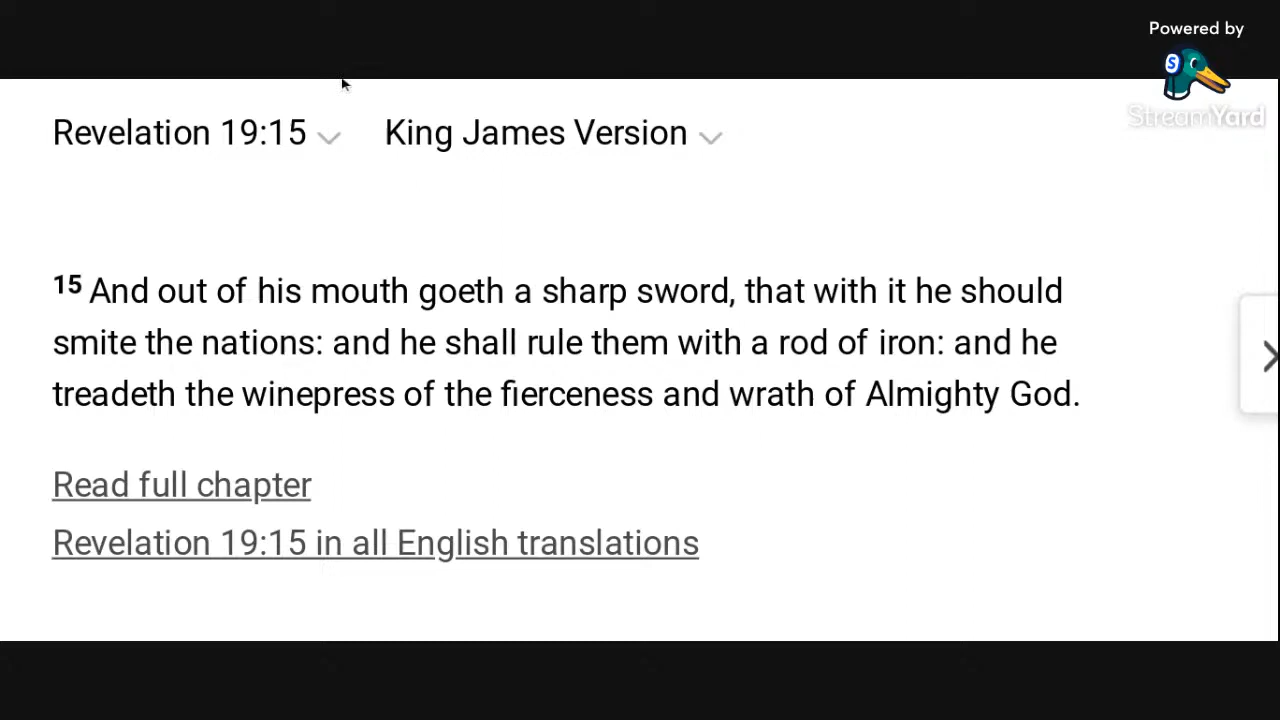 Powered by
S
StreamYard
Revelation 19:15 King James Version
15 And out of his mouth goeth a sharp sword, that with it he should
smite the nations: and he shall rule them with a rod of iron: and he
treadeth the winepress of the fierceness and wrath of Almighty God.
Read full chapter
Revelation 19:15 in all English translations